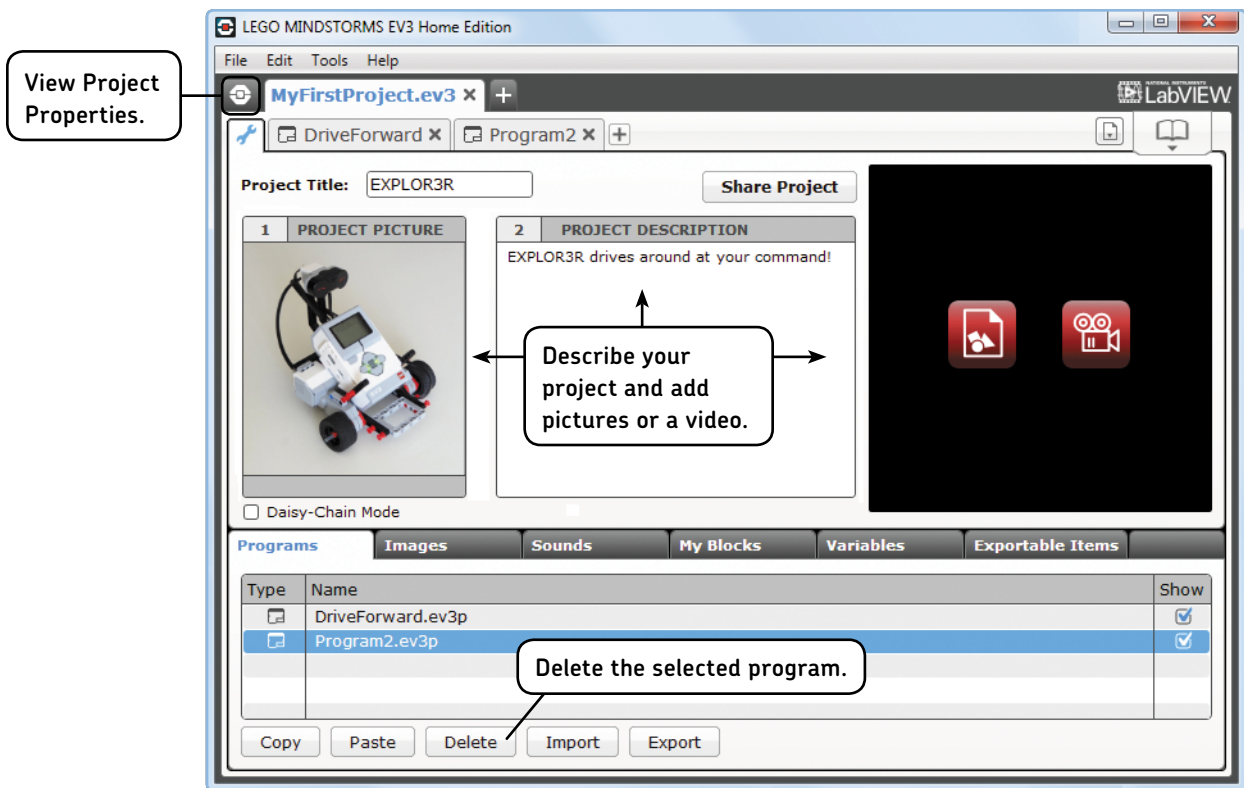 LEGO MINDSTORMS EV3 Home Edition
File Edit Tools Help
View Project
Properties.
MyFirstProject.ev3
NATIONAL INSTRUMENTS
LabVIEW
DriveForward
Program2
Project Title: EXPLOR3R
Share Project
1 PROJECT PICTURE
2 PROJECT DESCRIPTION
EXPLOR3R drives around at your command!
Describe your
project and add
pictures or a video.
Daisy-Chain Mode
Programs Images Sounds My Blocks Variables Exportable Items
Type Name Show
DriveForward.ev3p
Program2.ev3p
Delete the selected program.
Copy Paste Delete Import Export